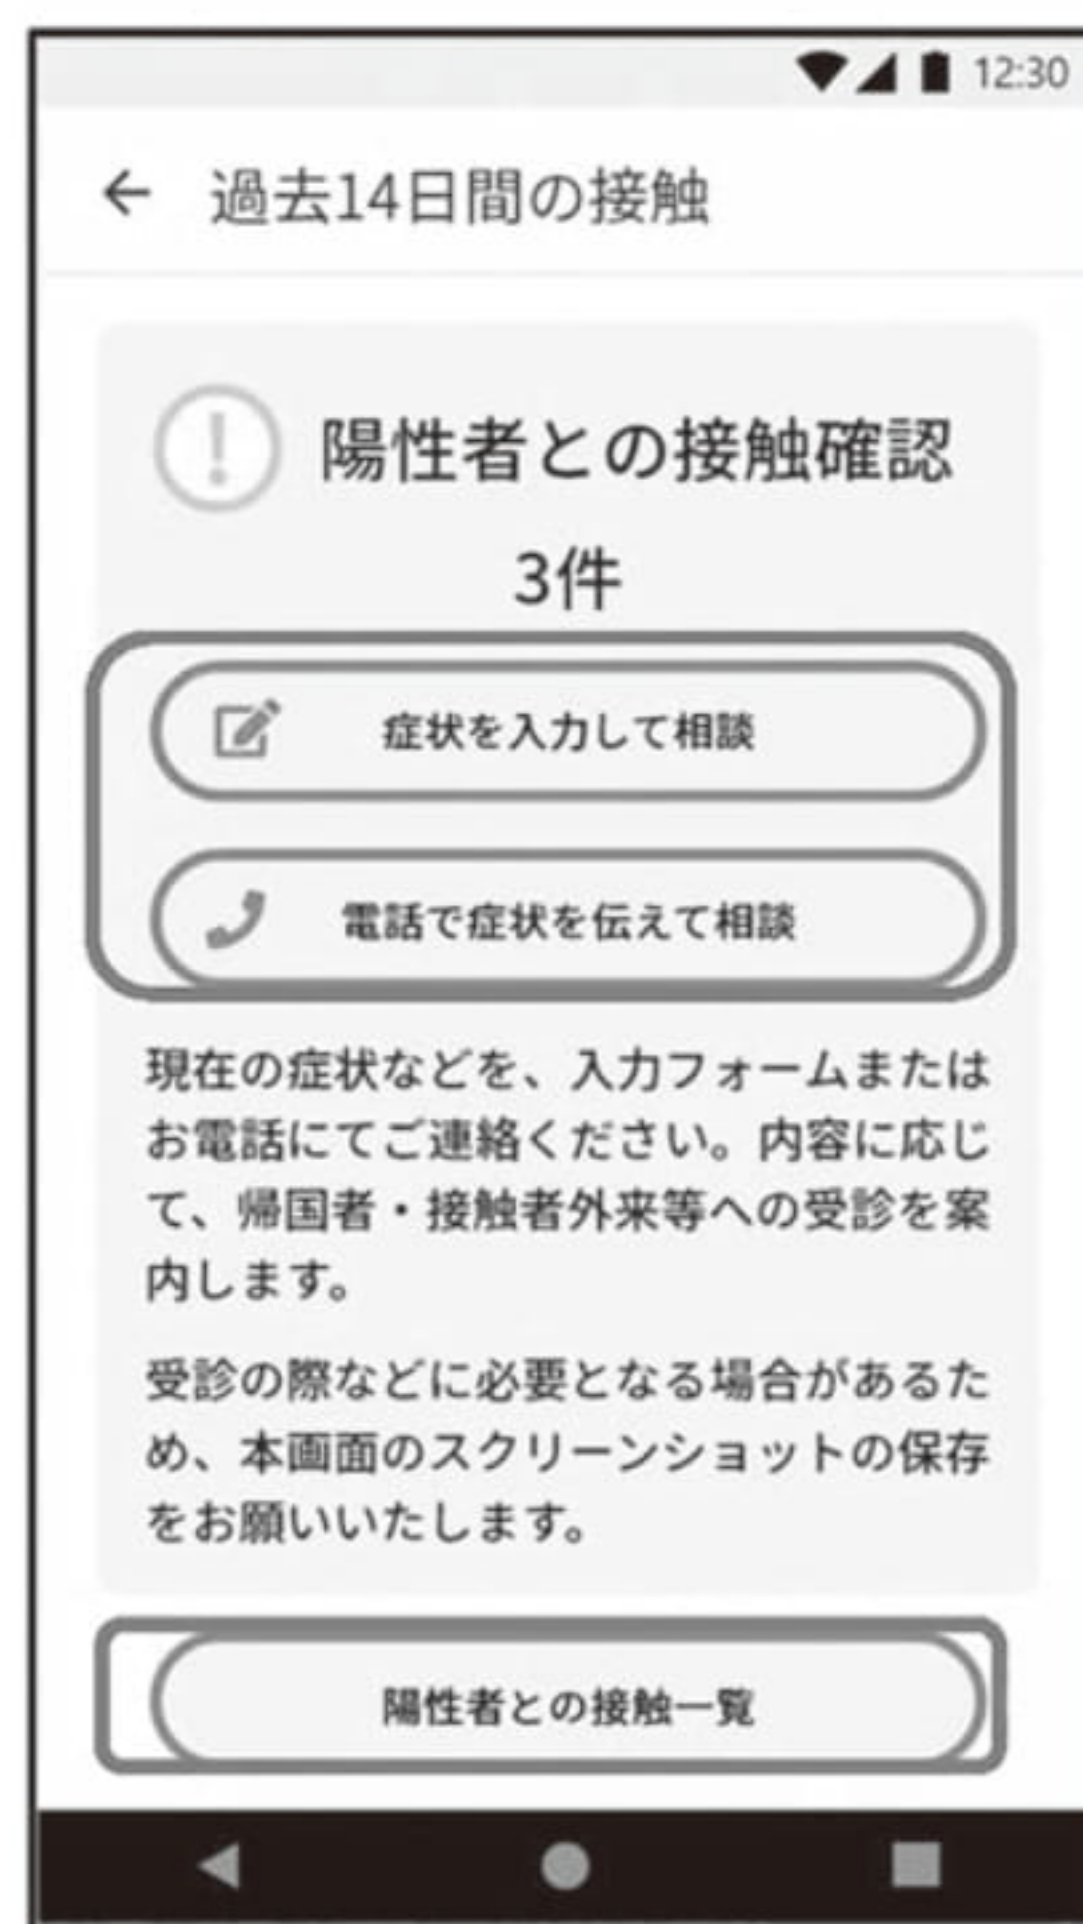 12:30
過去14日間の接触
陽性者との接触確認
3件
症状を入力して相談
電話で症状を伝えて相談
現在の症状などを、入力フォームまたは
お電話にてご連絡ください。内容に応じ
て、帰国者・接触者外来等への受診を案
内します。
受診の際などに必要となる場合があるた
め、本画面のスクリーンショットの保存
をお願いいたします。
陽性者との接触一覧